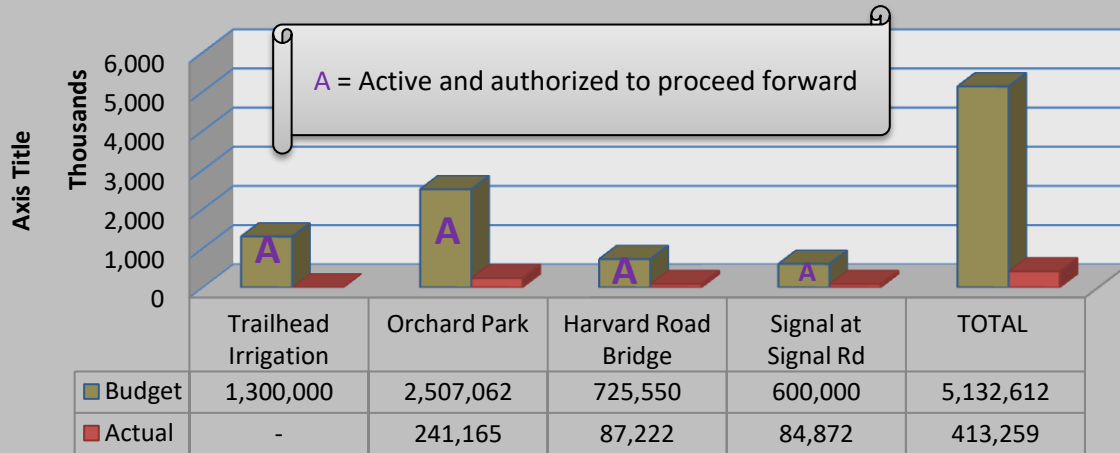 A = Active and authorized to proceed forward
Axis Title
Thousands
6,000
5,000
4,000
3,000
2,000
1,000
0
A
A
A
A
Trailhead
Irrigation
Orchard Park
Harvard Road
Bridge
Signal at
Signal Rd
TOTAL
Budget 1,300,000 2,507,062 725,550 600,000 5,132,612
Actual - 241,165 87,222 84,872 413,259